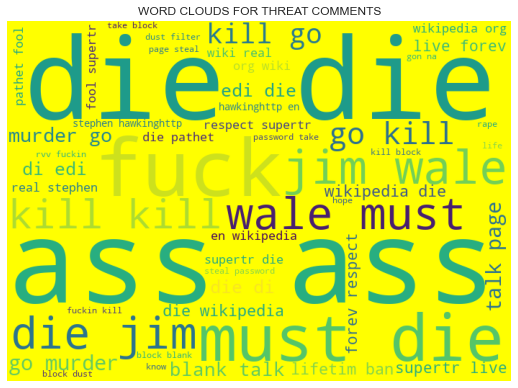 WORD CLOUDS FOR THREAT COMMENTS
take block
dust filter
page steal
kill go
wikipedia org
live forev
gon na
pathet fool
fool supertr
wiki real
org wiki
die die
edi die
hawkinghttp en
stephen hawkinghttp
respect supertr
password take
rape
murder go
die pathet
go kill
kill block
life
rvv fuckin
di edi
real stephen
fuck
jim wale
wikipedia die
hope
kill kill
wale must
en wikipedia
ass ass
supertr die
steal password
die di
forev respect
talk page
fuckin kill
die wikipedia
die jim
must die
block blank
know
go murder
block dust
blank talk
lifetim ban
supertr live